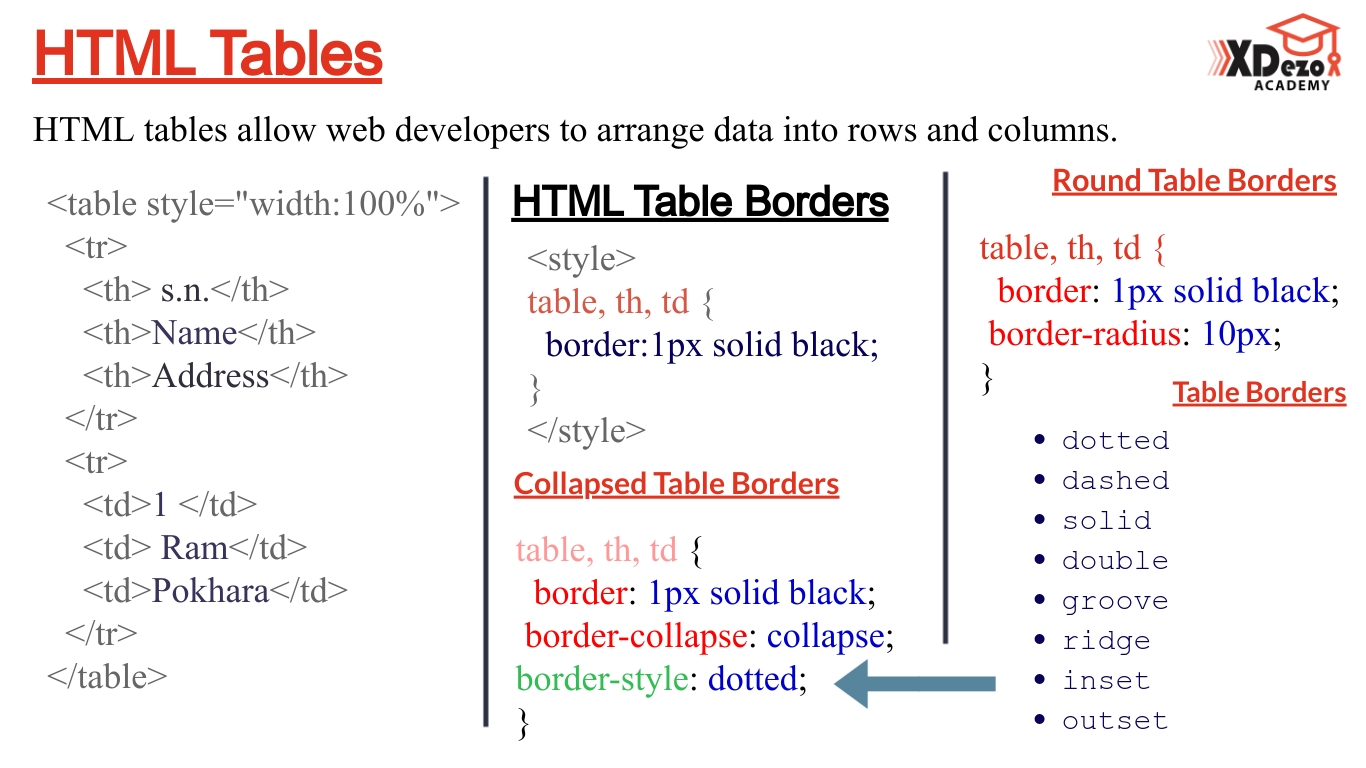 HTML Tables
XDezo
ACADEMY
HTML tables allow web developers to arrange data into rows and columns.
<table style="width:100%">
<tr>
<th> s.n.</th>
<th>Name</th>
<th>Address</th>
</tr>
<tr>
<td>1 </td>
<td> Ram</td>
<td>Pokhara</td>
</tr>
</table>
HTML Table Borders
<style>
table, th, td {
border:1px solid black;
}
</style>
Collapsed Table Borders
table, th, td {
border: 1px solid black;
border-collapse: collapse;
border-style: dotted;
}
Round Table Borders
table, th, td {
border: 1px solid black;
border-radius: 10px;
}
Table Borders
• dotted
• dashed
• solid
• double
• groove
• ridge
• inset
• outset